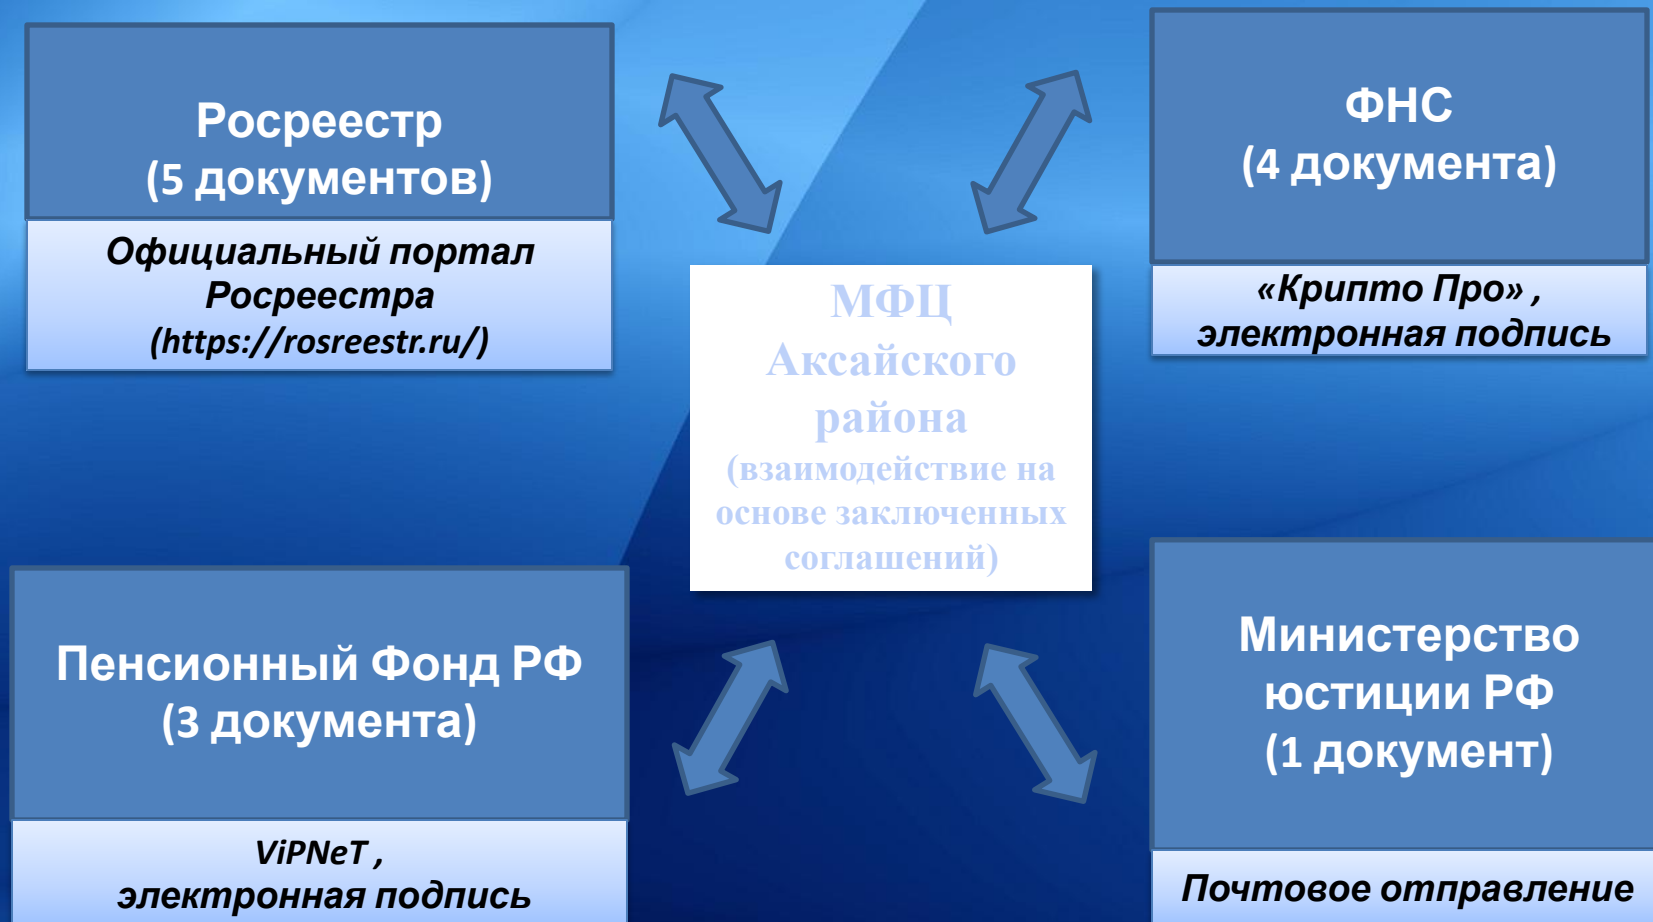 Росреестр
(5 документов)
Официальный портал
Росреестра
(https://rosreestr.ru/)
ФНС
(4 документа)
«Крипто Про» ,
электронная подпись
МФЦ
Аксайского
района
(взаимодействие на
основе заключенных
соглашений)
Пенсионный Фонд РФ
(3 документа)
ViPNeT ,
электронная подпись
Министерство
юстиции РФ
(1 документ)
Почтовое отправление